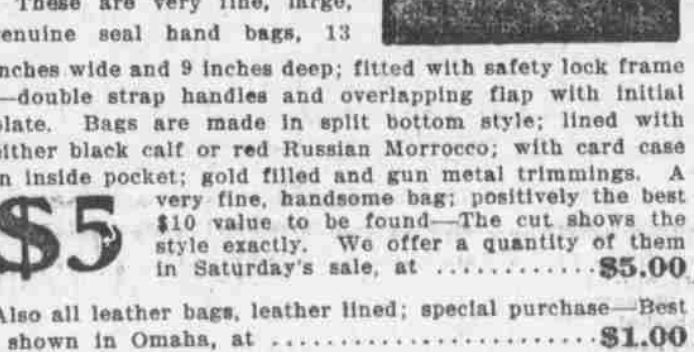 These are very fine, large,
enuine seal hand bags, 13
nches wide and 9 inches deep; fitted with safety lock frame
—double strap handles and overlapping flap with initial
plate. Bags are made in split bottom style; lined with
either black calf or red Russian Morrocco; with card case
n inside pocket; gold filled and gun metal trimmings. A
$5 very fine, handsome bag; positively the best
$10 value to be found—The cut shows the
style exactly. We offer a quantity of them
in Saturday's sale, at ............$5.00
Also all leather bags, leather lined; special purchase—Best
shown in Omaha, at ........................$1.00